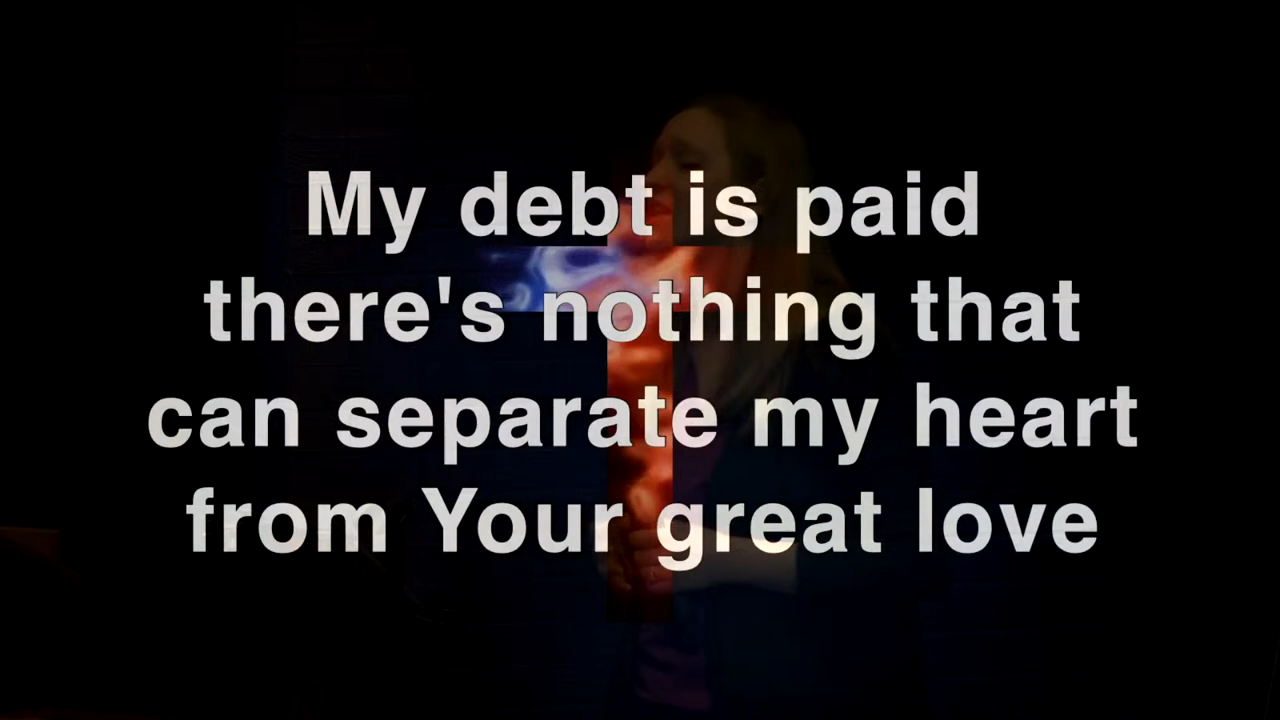 My debt is paid
there's nothing that
can separate my heart
from Your great love